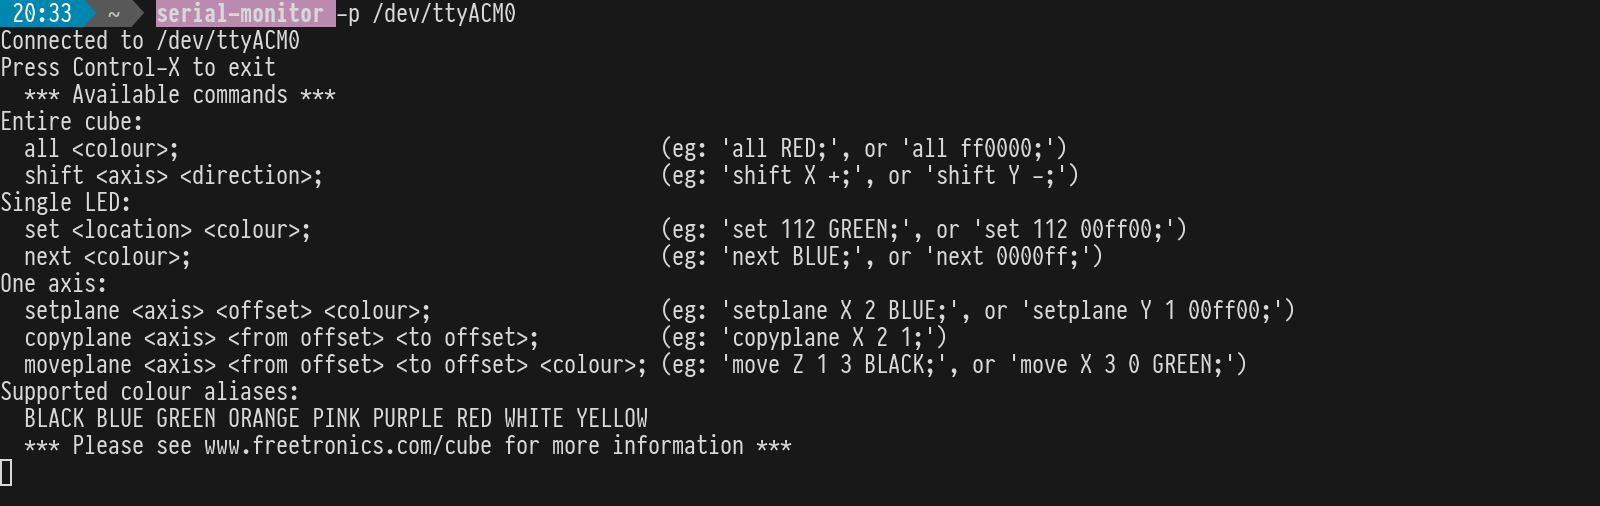 20:33 ~ serial-monitor -p /dev/ttyACM0
Connected to /dev/ttyACM0
Press Control-X to exit
  *** Available commands ***
Entire cube:
  all <colour>;                                        (eg: 'all RED;', or 'all ff0000;')
  shift <axis> <direction>;                            (eg: 'shift X +;', or 'shift Y -;')
Single LED:
  set <location> <colour>;                             (eg: 'set 112 GREEN;', or 'set 112 00ff00;')
  next <colour>;                                       (eg: 'next BLUE;', or 'next 0000ff;')
One axis:
  setplane <axis> <offset> <colour>;                   (eg: 'setplane X 2 BLUE;', or 'setplane Y 1 00ff00;')
  copyplane <axis> <from offset> <to offset>;          (eg: 'copyplane X 2 1;')
  moveplane <axis> <from offset> <to offset> <colour>; (eg: 'move Z 1 3 BLACK;', or 'move X 3 0 GREEN;')
Supported colour aliases:
  BLACK BLUE GREEN ORANGE PINK PURPLE RED WHITE YELLOW
  *** Please see www.freetronics.com/cube for more information ***